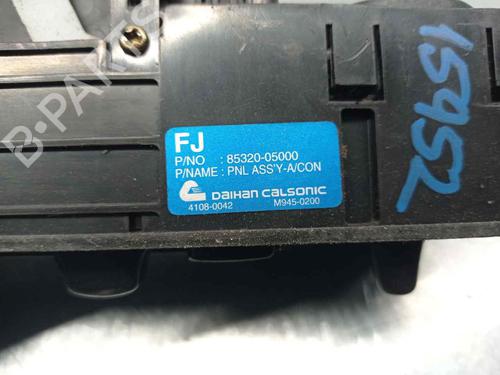 FJ
P/NO : 85320-05000
P/NAME : PNL ASS'Y-A/CON
DAIHAN CALSONIC
4108-0042 M945-0200
15952
B-PARTS